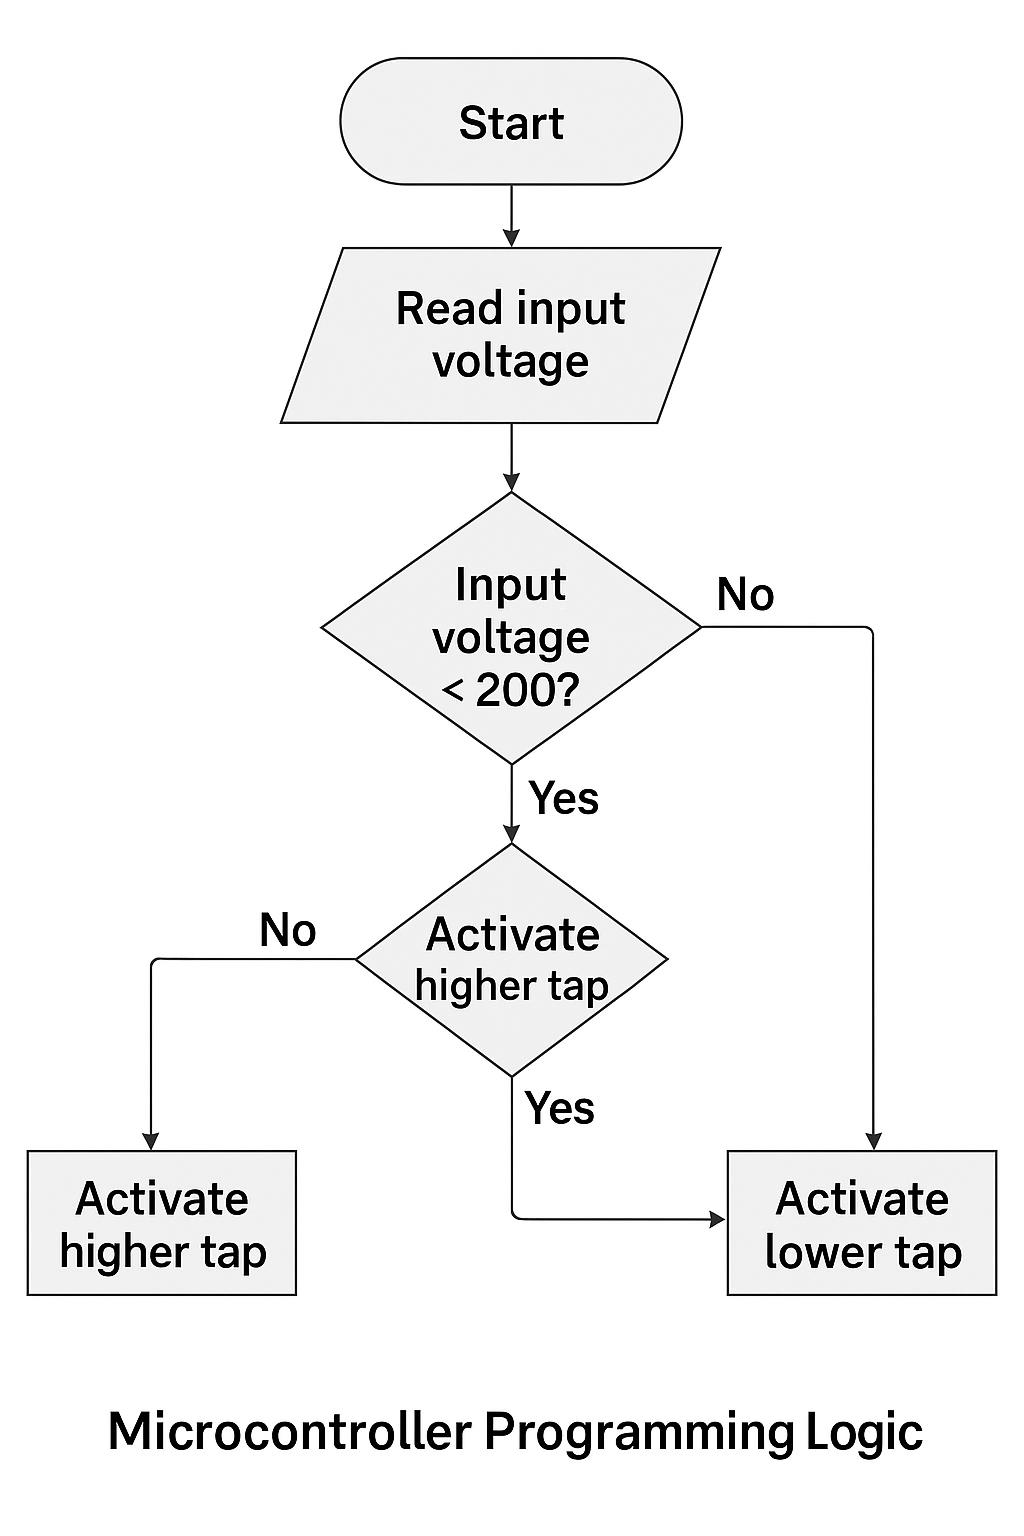 Start
Read input
voltage
Input
voltage
< 200?
No
Yes
Activate
higher tap
No
Yes
Activate
higher tap
Activate
lower tap
Microcontroller Programming Logic